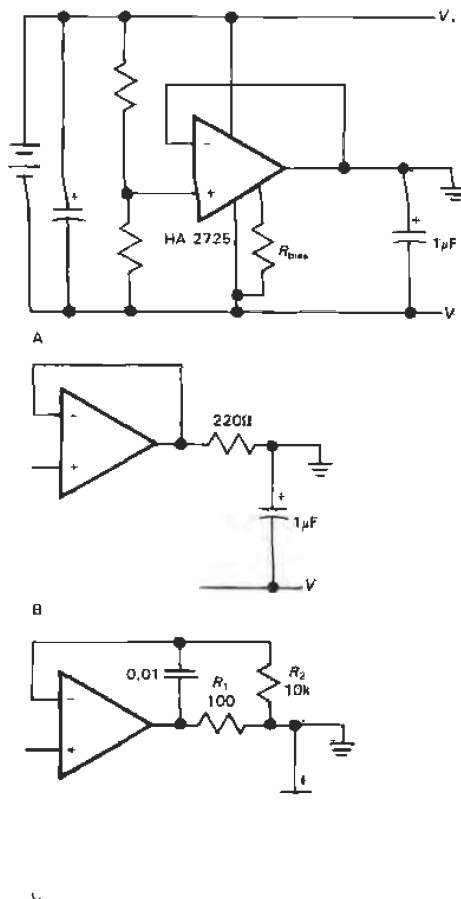 V+
-
+
+
+
HA 2725
Rbias
1µF
V
A
-
+
220Ω
+
1µF
V
B
-
+
0.01
R1
100
R2
10k
+